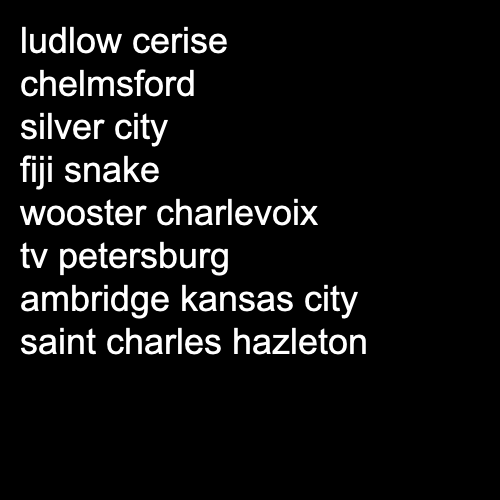 ludlow cerise
chelmsford
silver city
fiji snake
wooster charlevoix
tv petersburg
ambridge kansas city
saint charles hazleton